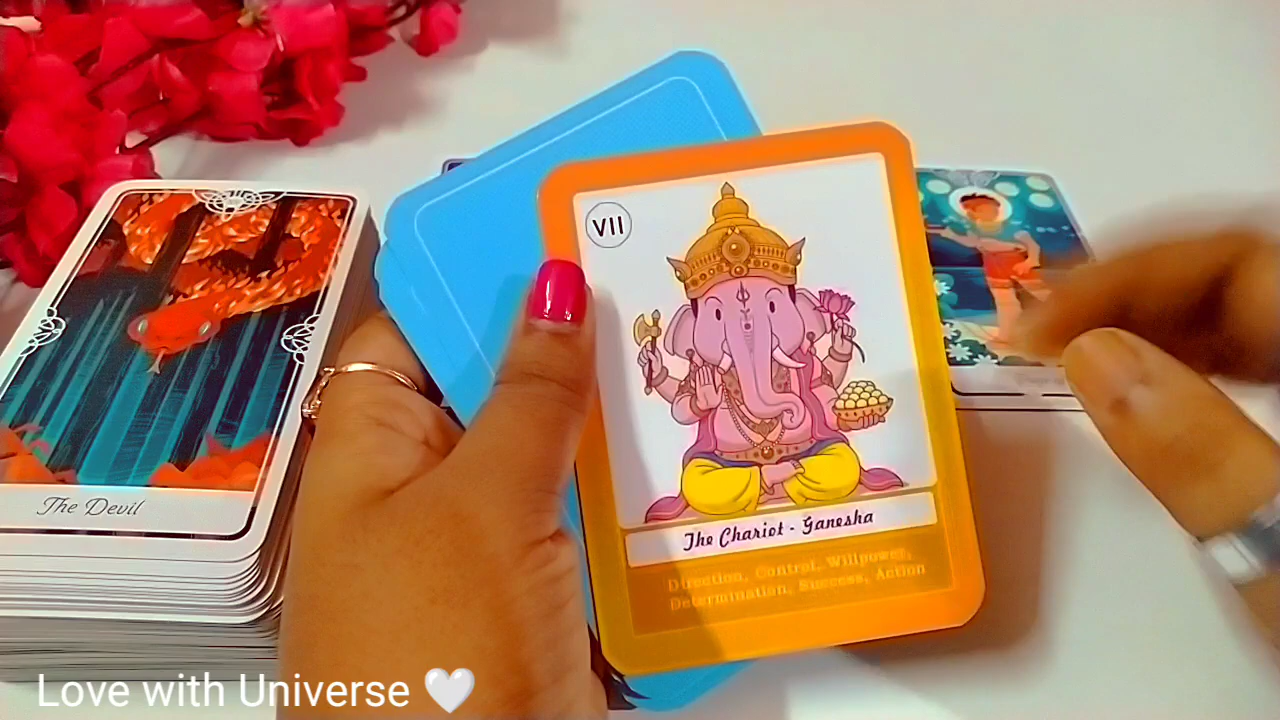 VII
The Chariot - Ganesha
Direction, Control, Willpower,
Determination, Success, Action
The Devil
Love with Universe 🤍